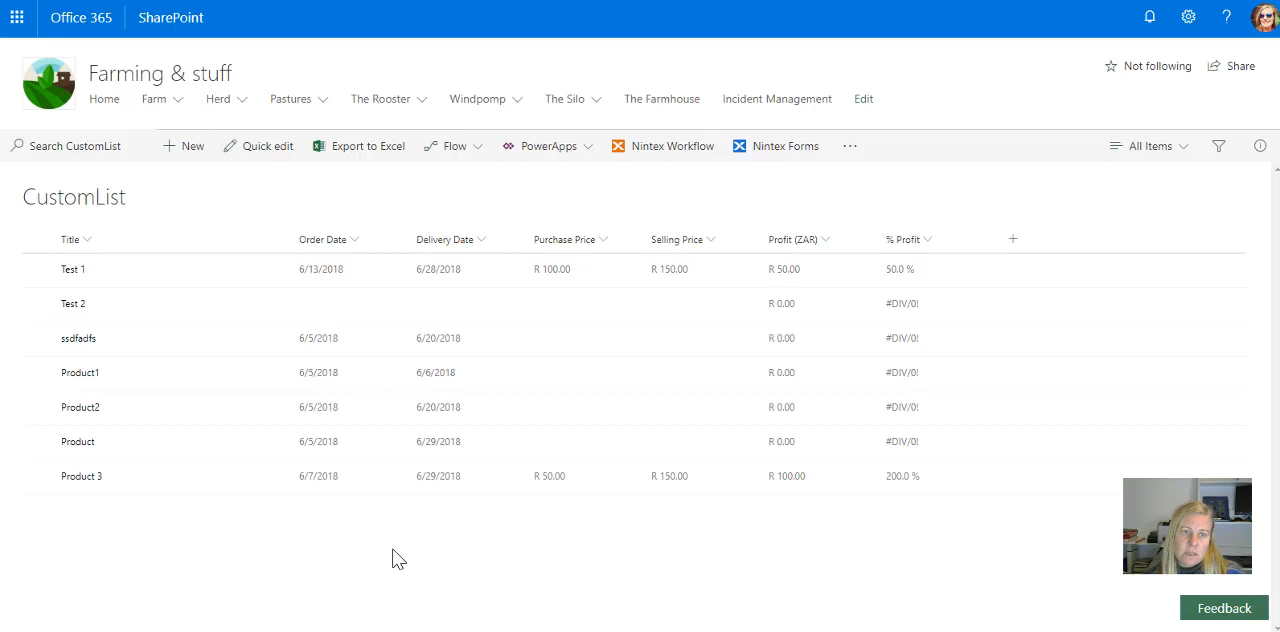 Office 365 SharePoint ?
Farming & stuff
Not following Share
Home Farm Herd Pastures The Rooster Windpomp The Silo The Farmhouse Incident Management Edit
Search CustomList + New Quick edit Export to Excel Flow PowerApps Nintex Workflow Nintex Forms ... All Items
CustomList
Title Order Date Delivery Date Purchase Price Selling Price Profit (ZAR) % Profit +
Test 1 6/13/2018 6/28/2018 R 100.00 R 150.00 R 50.00 50.0 %
Test 2 R 0.00 #DIV/0!
ssdfadfs 6/5/2018 6/20/2018 R 0.00 #DIV/0!
Product1 6/5/2018 6/6/2018 R 0.00 #DIV/0!
Product2 6/5/2018 6/20/2018 R 0.00 #DIV/0!
Product 6/5/2018 6/29/2018 R 0.00 #DIV/0!
Product 3 6/7/2018 6/29/2018 R 50.00 R 150.00 R 100.00 200.0 %
Feedback